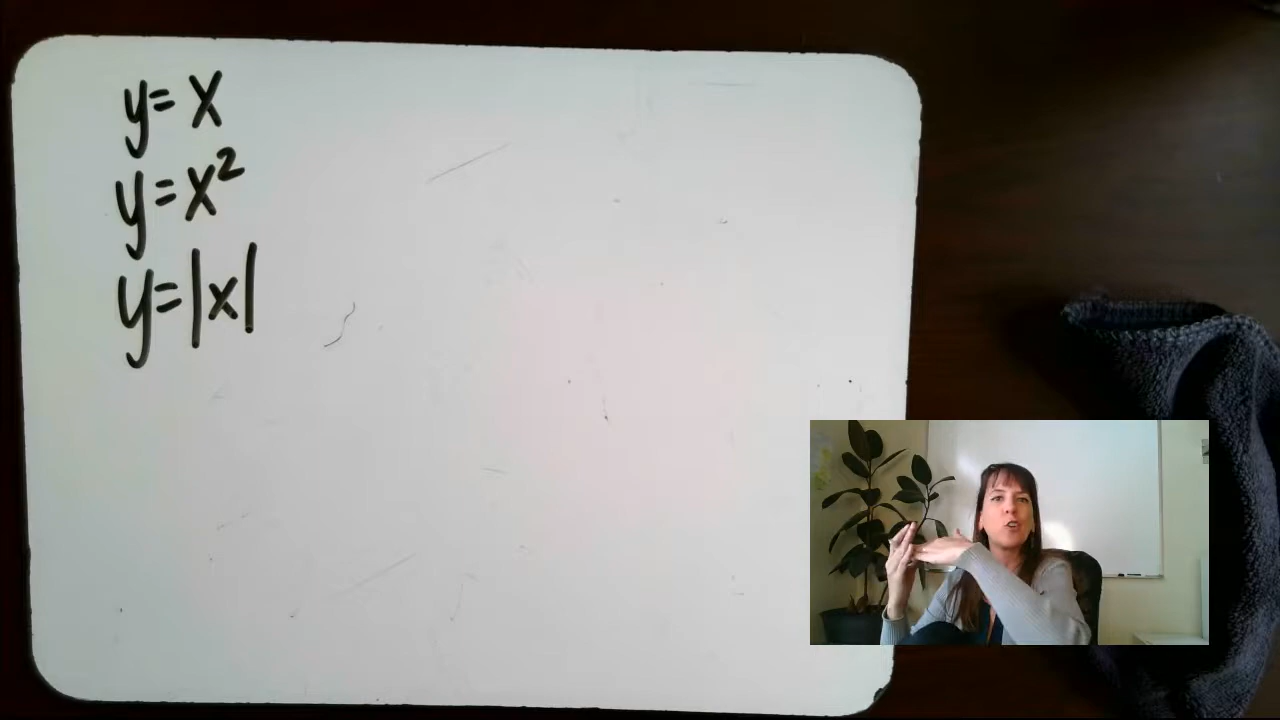 y = x
y = x²
y = |x|